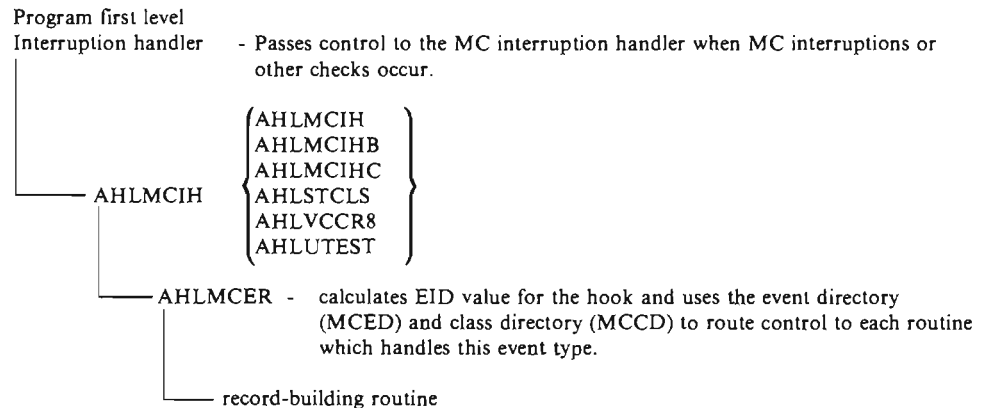 Program first level
Interruption handler - Passes control to the MC interruption handler when MC interruptions or
other checks occur.
AHLMCIH
AHLMCIHB
AHLMCIHC
AHLMCIH
AHLSTCLS
AHLVCCR8
AHLUTEST
AHLMCER - calculates EID value for the hook and uses the event directory
(MCED) and class directory (MCCD) to route control to each routine
which handles this event type.
record-building routine